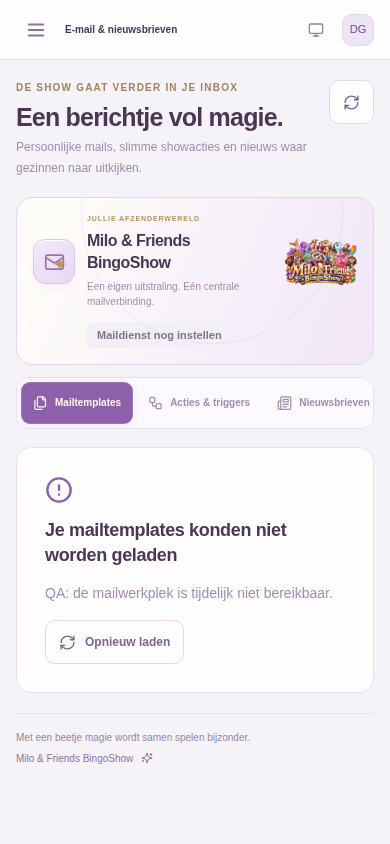 E-mail & nieuwsbrieven
DG
DE SHOW GAAT VERDER IN JE INBOX
Een berichtje vol magie.
Persoonlijke mails, slimme showacties en nieuws waar
gezinnen naar uitkijken.
JULLIE AFZENDERWERELD
Milo & Friends
BingoShow
Een eigen uitstraling. Eén centrale
mailverbinding.
Maildienst nog instellen
Milo & Friends
BingoShow
Mailtemplates
Acties & triggers
Nieuwsbrieven
Je mailtemplates konden niet
worden geladen
QA: de mailwerkplek is tijdelijk niet bereikbaar.
Opnieuw laden
Met een beetje magie wordt samen spelen bijzonder.
Milo & Friends BingoShow